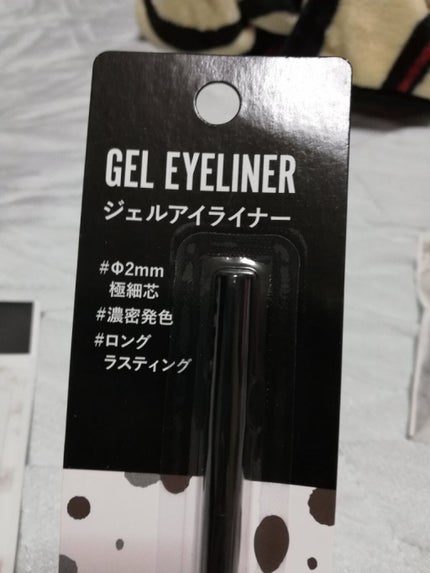 GEL EYELINER
ジェルアイライナー
#Φ2mm
極細芯
#濃密発色
#ロング
ラスティング